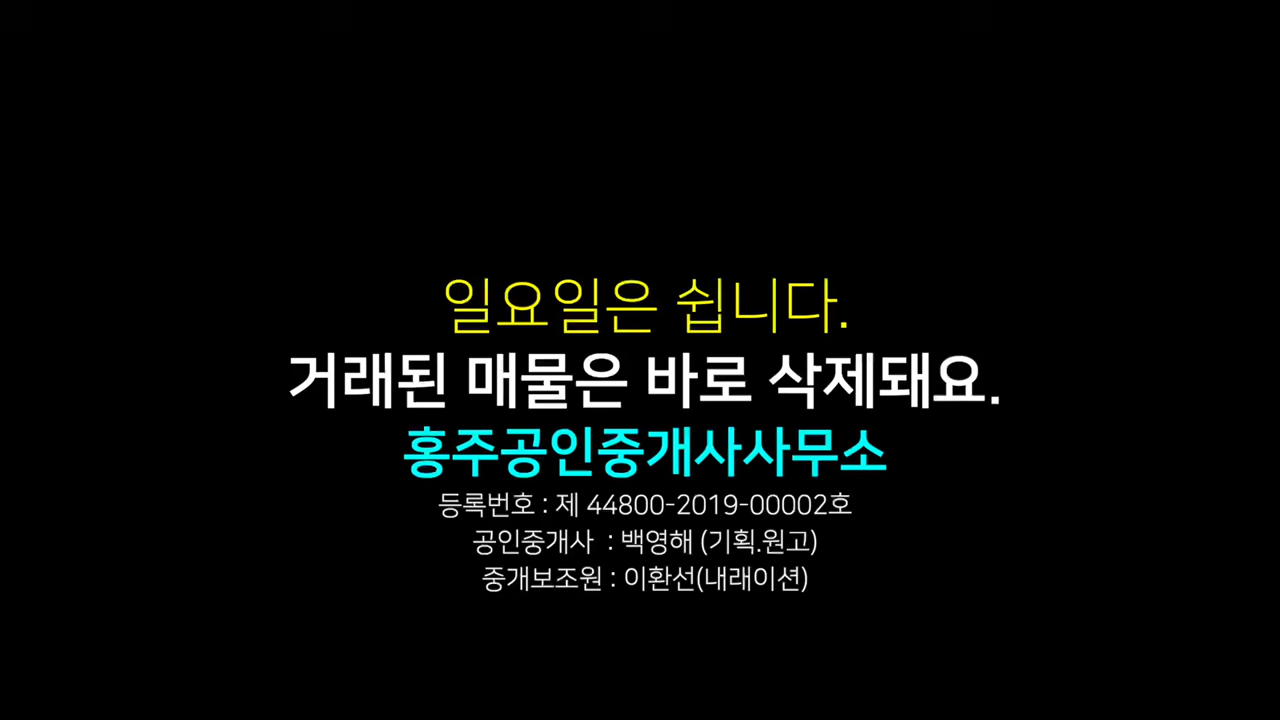 일요일은 쉽니다.
거래된 매물은 바로 삭제돼요.
홍주공인중개사사무소
등록번호 : 제 44800-2019-00002호
공인중개사 : 백영해 (기획.원고)
중개보조원 : 이환선(내래이션)